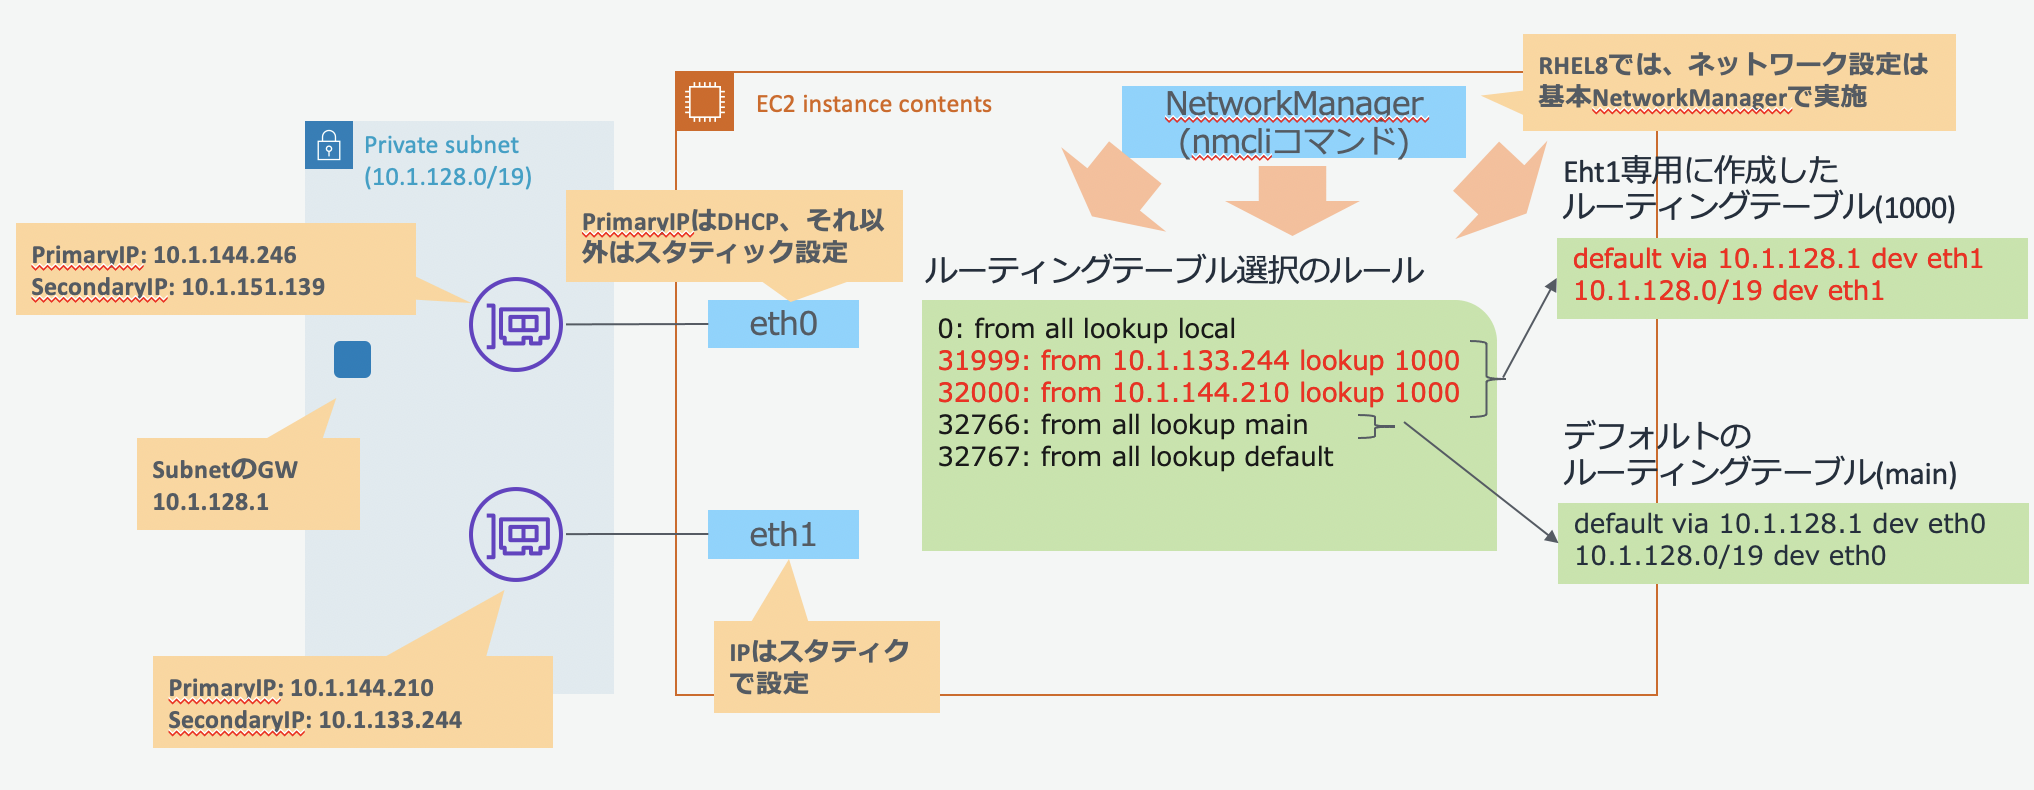 RHEL8では、ネットワーク設定は
基本NetworkManagerで実施
EC2 instance contents
NetworkManager
(nmcliコマンド)
Private subnet
(10.1.128.0/19)
Eht1専用に作成した
ルーティングテーブル(1000)
PrimaryIPはDHCP、それ以
外はスタティック設定
PrimaryIP: 10.1.144.246
SecondaryIP: 10.1.151.139
default via 10.1.128.1 dev eth1
10.1.128.0/19 dev eth1
ルーティングテーブル選択のルール
eth0
0: from all lookup local
31999: from 10.1.133.244 lookup 1000
32000: from 10.1.144.210 lookup 1000
32766: from all lookup main
32767: from all lookup default
SubnetのGW
10.1.128.1
デフォルトの
ルーティングテーブル(main)
eth1
default via 10.1.128.1 dev eth0
10.1.128.0/19 dev eth0
IPはスタティク
で設定
PrimaryIP: 10.1.144.210
SecondaryIP: 10.1.133.244